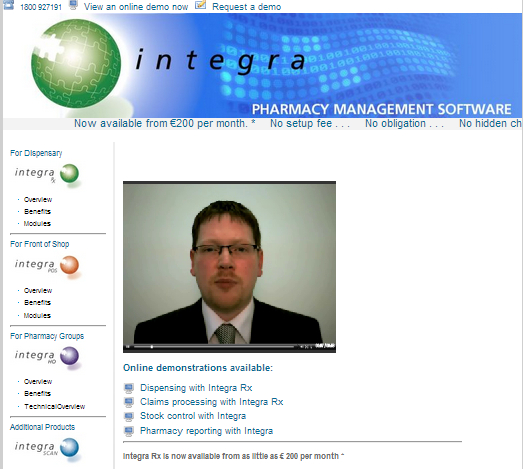 1800 927191 View an online demo now Request a demo
integra
PHARMACY MANAGEMENT SOFTWARE
Now available from €200 per month. * No setup fee . . . No obligation . . . No hidden ch
For Dispensary
integra
Rx
· Overview
· Benefits
· Modules
For Front of Shop
integra
POS
· Overview
· Benefits
· Modules
For Pharmacy Groups
integra
HO
· Overview
· Benefits
· TechnicalOverview
Additional Products
integra
SCAN
Online demonstrations available:
Dispensing with Integra Rx
Claims processing with Integra Rx
Stock control with Integra
Pharmacy reporting with Integra
Integra Rx is now available from as little as € 200 per month *